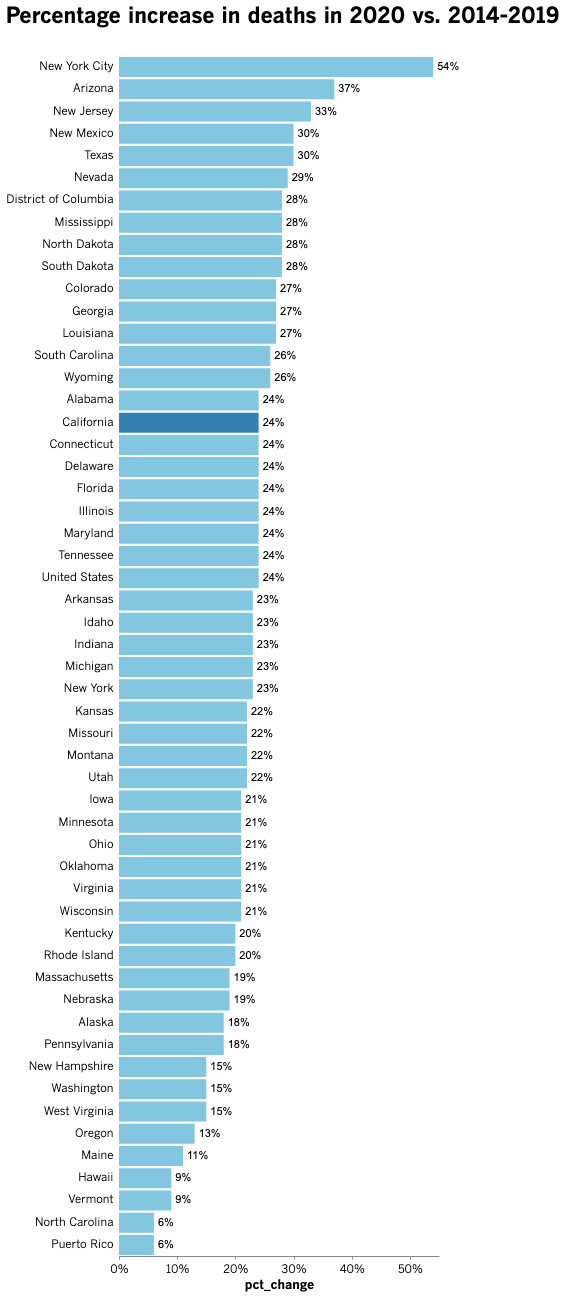 Percentage increase in deaths in 2020 vs. 2014-2019
New York City 54%
Arizona 37%
New Jersey 33%
New Mexico 30%
Texas 30%
Nevada 29%
District of Columbia 28%
Mississippi 28%
North Dakota 28%
South Dakota 28%
Colorado 27%
Georgia 27%
Louisiana 27%
South Carolina 26%
Wyoming 26%
Alabama 24%
California 24%
Connecticut 24%
Delaware 24%
Florida 24%
Illinois 24%
Maryland 24%
Tennessee 24%
United States 24%
Arkansas 23%
Idaho 23%
Indiana 23%
Michigan 23%
New York 23%
Kansas 22%
Missouri 22%
Montana 22%
Utah 22%
Iowa 21%
Minnesota 21%
Ohio 21%
Oklahoma 21%
Virginia 21%
Wisconsin 21%
Kentucky 20%
Rhode Island 20%
Massachusetts 19%
Nebraska 19%
Alaska 18%
Pennsylvania 18%
New Hampshire 15%
Washington 15%
West Virginia 15%
Oregon 13%
Maine 11%
Hawaii 9%
Vermont 9%
North Carolina 6%
Puerto Rico 6%
0% 10% 20% 30% 40% 50%
pct_change